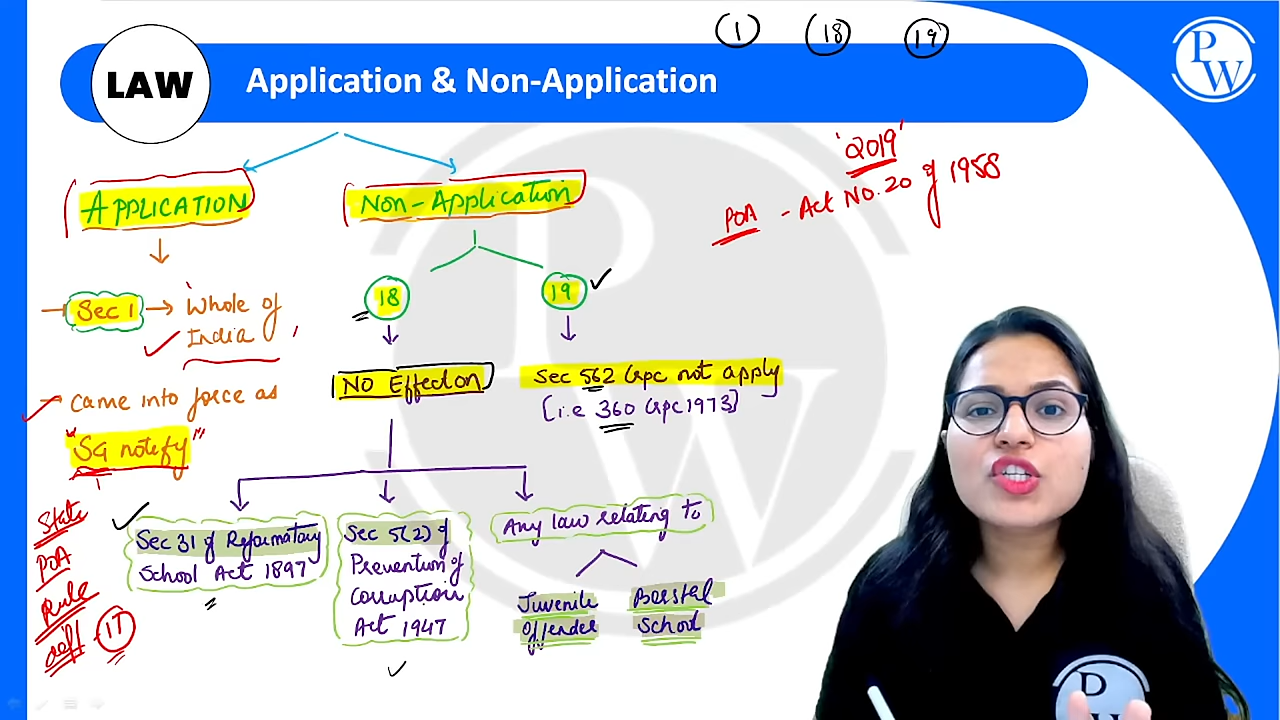 1 18 19
P
W
LAW
Application & Non-Application
'2019'
POA - Act No. 20 of 1958
APPLICATION
Non-Application
18
19
Sec 1 → Whole of
India
No Effect on
Sec 562 Crpc not apply
[i.e 360 Crpc 1973]
came into force as
"SG notify"
State
POA
Rule
17
Sec 31 of Reformatory
School Act 1897
Sec 5(2) of
Prevention of
Corruption
Act 1947
Any law relating to
Juvenile
offender
Borstal
School